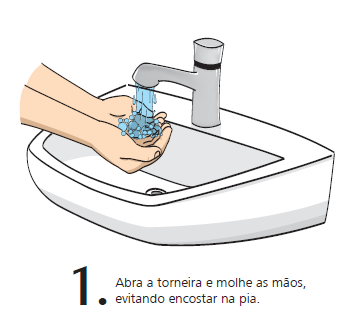 1. Abra a torneira e molhe as mãos,
evitando encostar na pia.